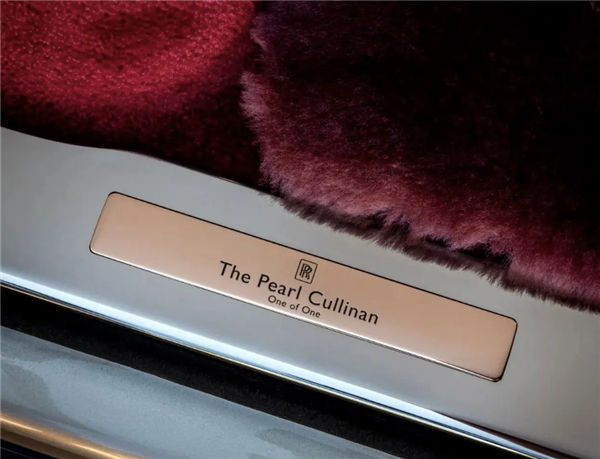 RR
The Pearl Cullinan
One of One